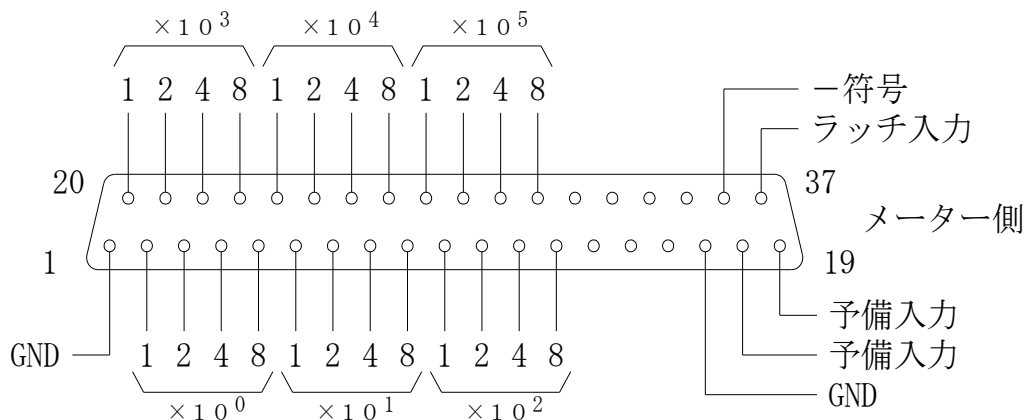 ×10³ ×10⁴ ×10⁵
1 2 4 8 1 2 4 8 1 2 4 8
－符号
ラッチ入力
20 37
メーター側
1 19
予備入力
GND 1 2 4 8 1 2 4 8 1 2 4 8 予備入力
GND
×10⁰ ×10¹ ×10²